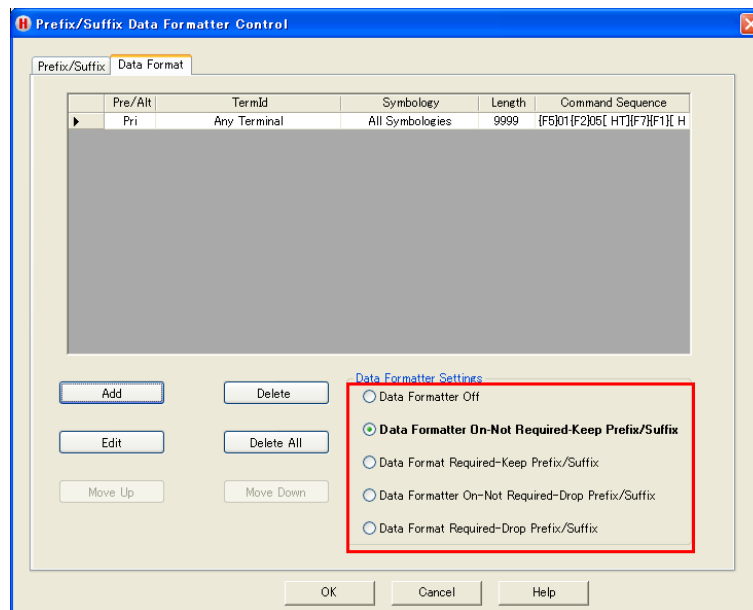 Prefix/Suffix Data Formatter Control
Prefix/Suffix Data Format
Pre/Alt TermId Symbology Length Command Sequence
Pri Any Terminal All Symbologies 9999 {F5}01{F2}05[ HT]{F7}{F1}[ H
Data Formatter Settings
Add Delete
Data Formatter Off
Data Formatter On-Not Required-Keep Prefix/Suffix
Edit Delete All
Data Format Required-Keep Prefix/Suffix
Move Up Move Down
Data Formatter On-Not Required-Drop Prefix/Suffix
Data Format Required-Drop Prefix/Suffix
OK Cancel Help